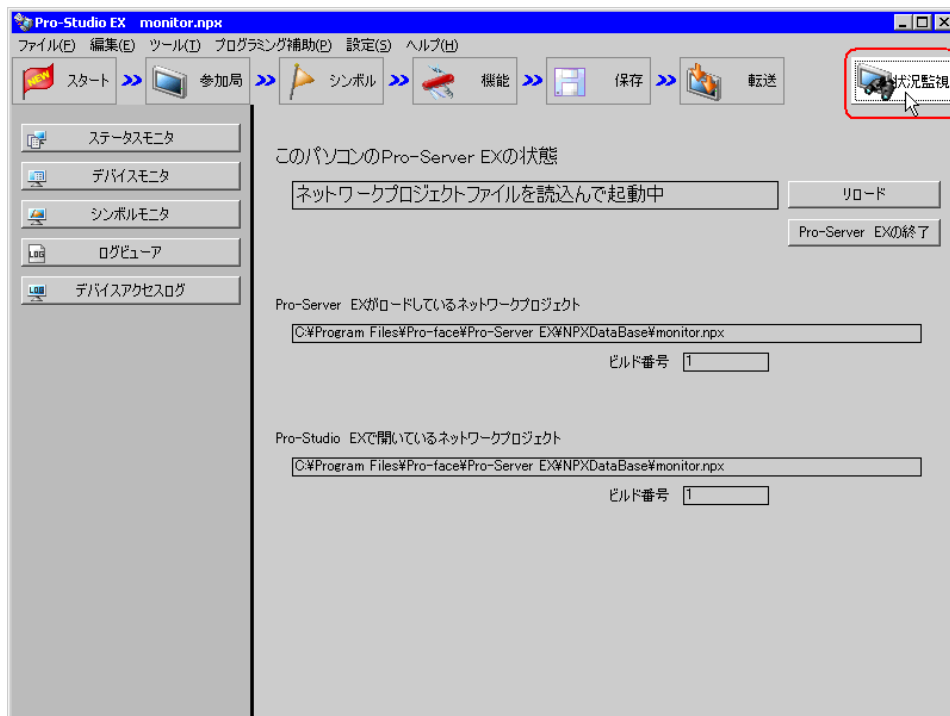 Pro-Studio EX monitor.npx
ファイル(F) 編集(E) ツール(T) プログラミング補助(P) 設定(S) ヘルプ(H)
NEW スタート 参加局 シンボル 機能 保存 転送 状況監視
ステータスモニタ
デバイスモニタ
シンボルモニタ
LOG ログビューア
LOG デバイスアクセスログ
このパソコンのPro-Server EXの状態
ネットワークプロジェクトファイルを読込んで起動中
リロード
Pro-Server EXの終了
Pro-Server EXがロードしているネットワークプロジェクト
C:¥Program Files¥Pro-face¥Pro-Server EX¥NPXDataBase¥monitor.npx
ビルド番号 1
Pro-Studio EXで開いているネットワークプロジェクト
C:¥Program Files¥Pro-face¥Pro-Server EX¥NPXDataBase¥monitor.npx
ビルド番号 1